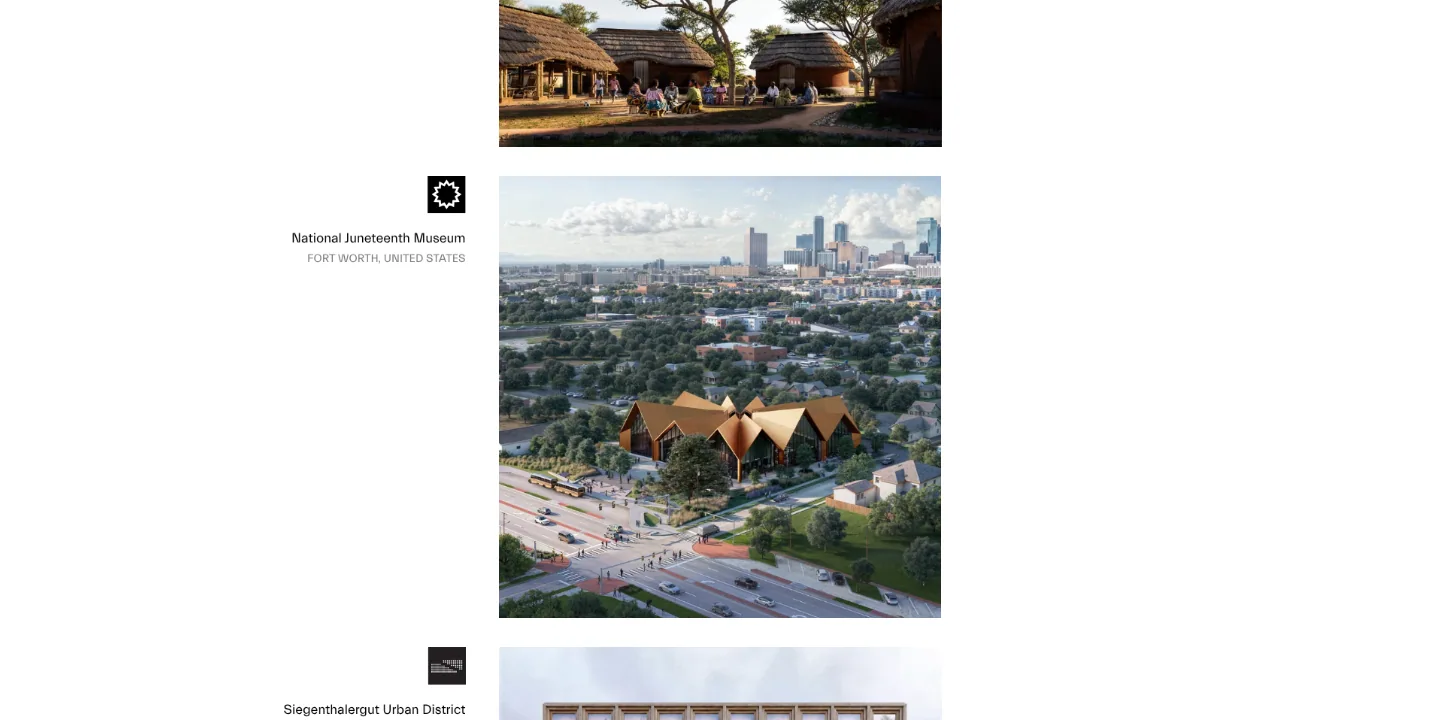 National Juneteenth Museum
FORT WORTH, UNITED STATES
Siegenthalergut Urban District